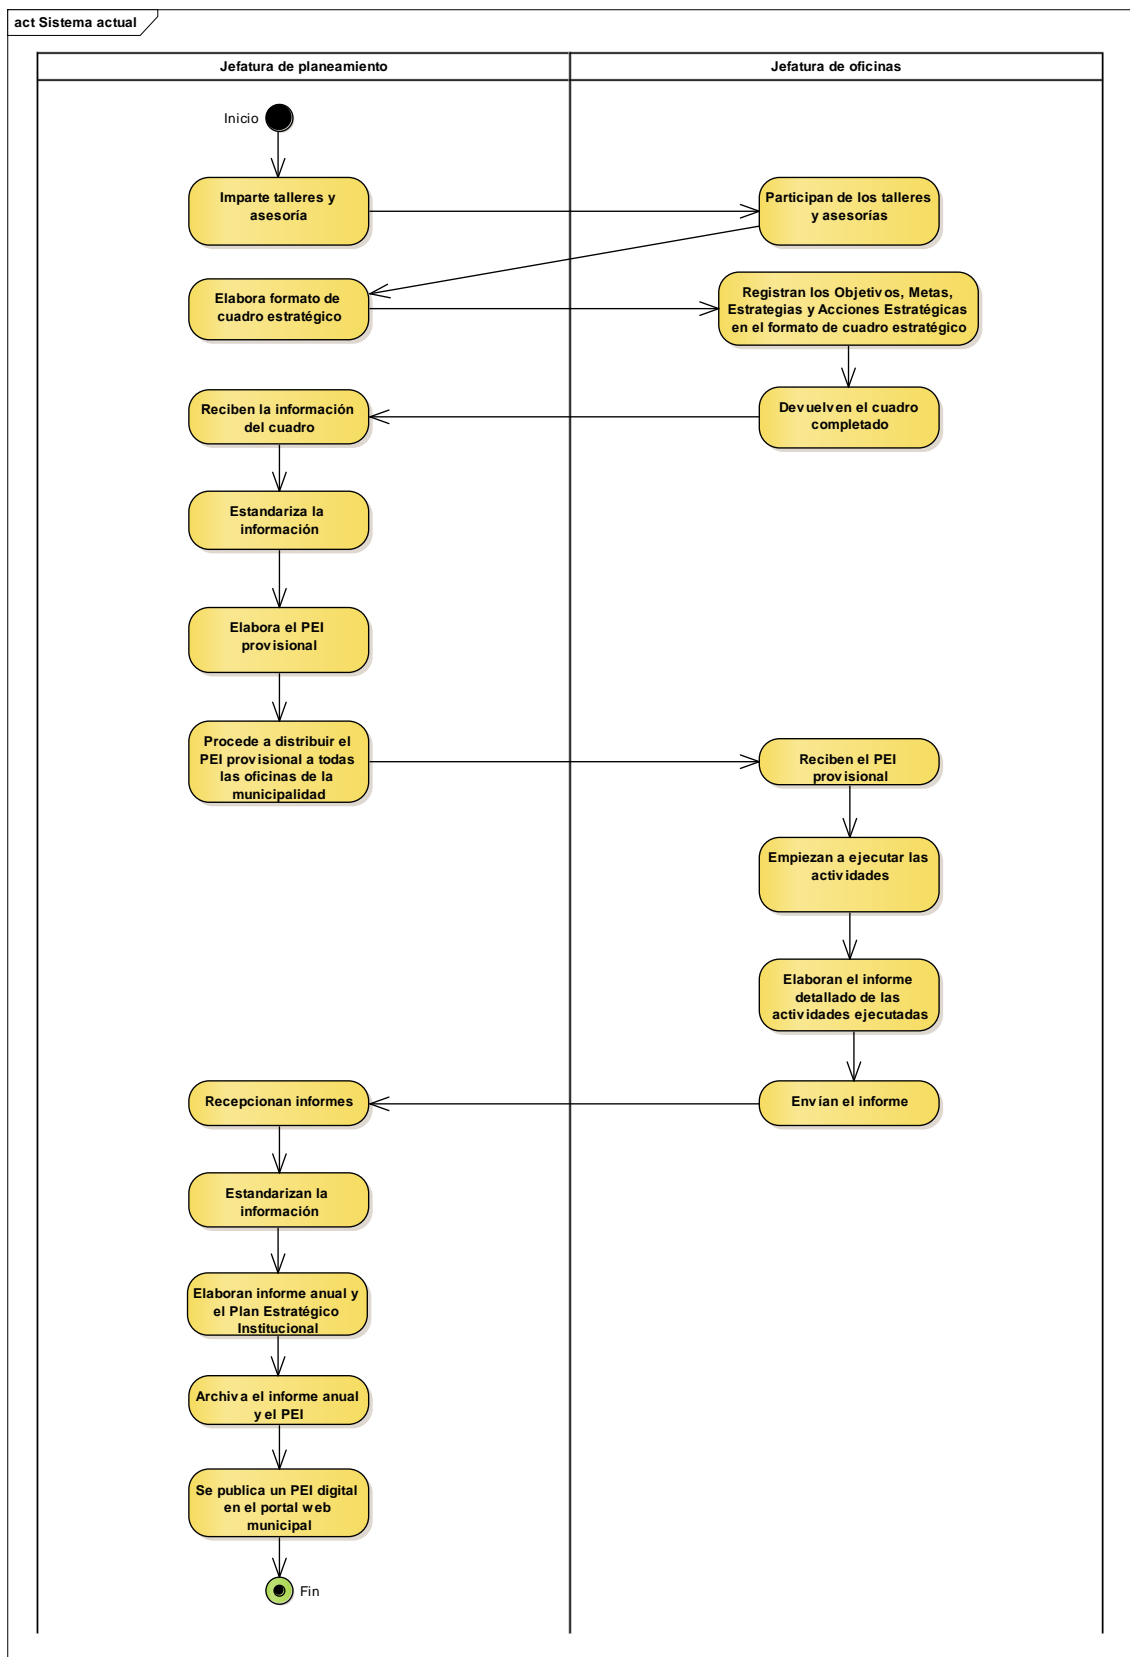 act Sistema actual
Jefatura de planeamiento
Jefatura de oficinas
Inicio
Imparte talleres y
asesoría
Participan de los talleres
y asesorías
Elabora formato de
cuadro estratégico
Registran los Objetivos, Metas,
Estrategias y Acciones Estratégicas
en el formato de cuadro estratégico
Reciben la información
del cuadro
Devuelven el cuadro
completado
Estandariza la
información
Elabora el PEI
provisional
Procede a distribuir el
PEI provisional a todas
las oficinas de la
municipalidad
Reciben el PEI
provisional
Empiezan a ejecutar las
actividades
Elaboran el informe
detallado de las
actividades ejecutadas
Recepcionan informes
Envían el informe
Estandarizan la
información
Elaboran informe anual y
el Plan Estratégico
Institucional
Archiva el informe anual
y el PEI
Se publica un PEI digital
en el portal web
municipal
Fin